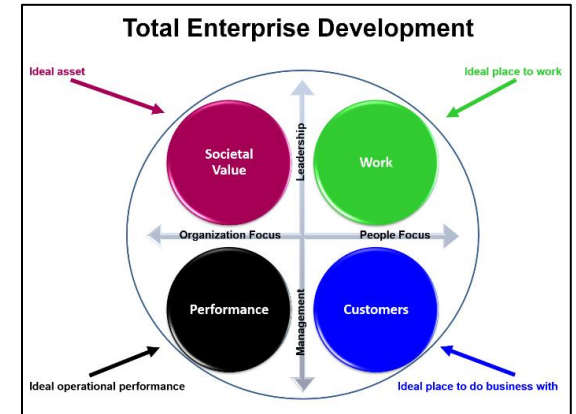 Total Enterprise Development
Ideal asset
Ideal place to work
Societal
Value
Leadership
Work
Organization Focus
People Focus
Performance
Management
Customers
Ideal operational performance
Ideal place to do business with